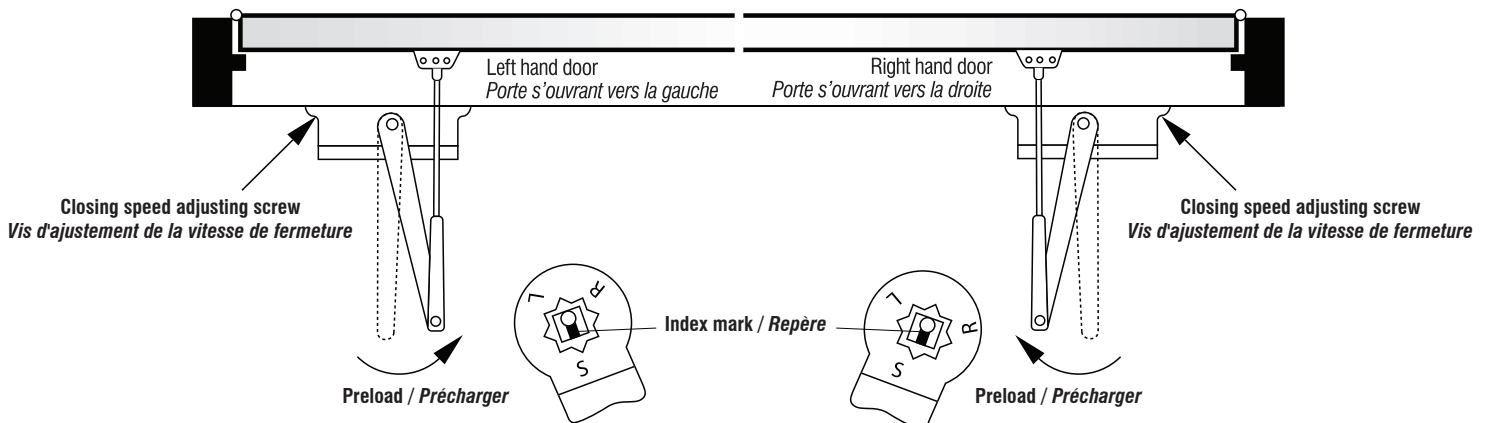 Left hand door
Porte s'ouvrant vers la gauche
Right hand door
Porte s'ouvrant vers la droite
Closing speed adjusting screw
Vis d'ajustement de la vitesse de fermeture
Closing speed adjusting screw
Vis d'ajustement de la vitesse de fermeture
L
R
S
Index mark / Repère
L
R
S
Preload / Précharger
Preload / Précharger